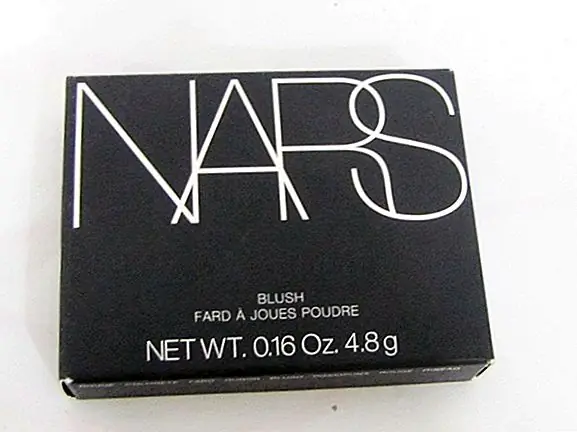 NARS
BLUSH
FARD À JOUES POUDRE
NET WT. 0.16 Oz. 4.8 g